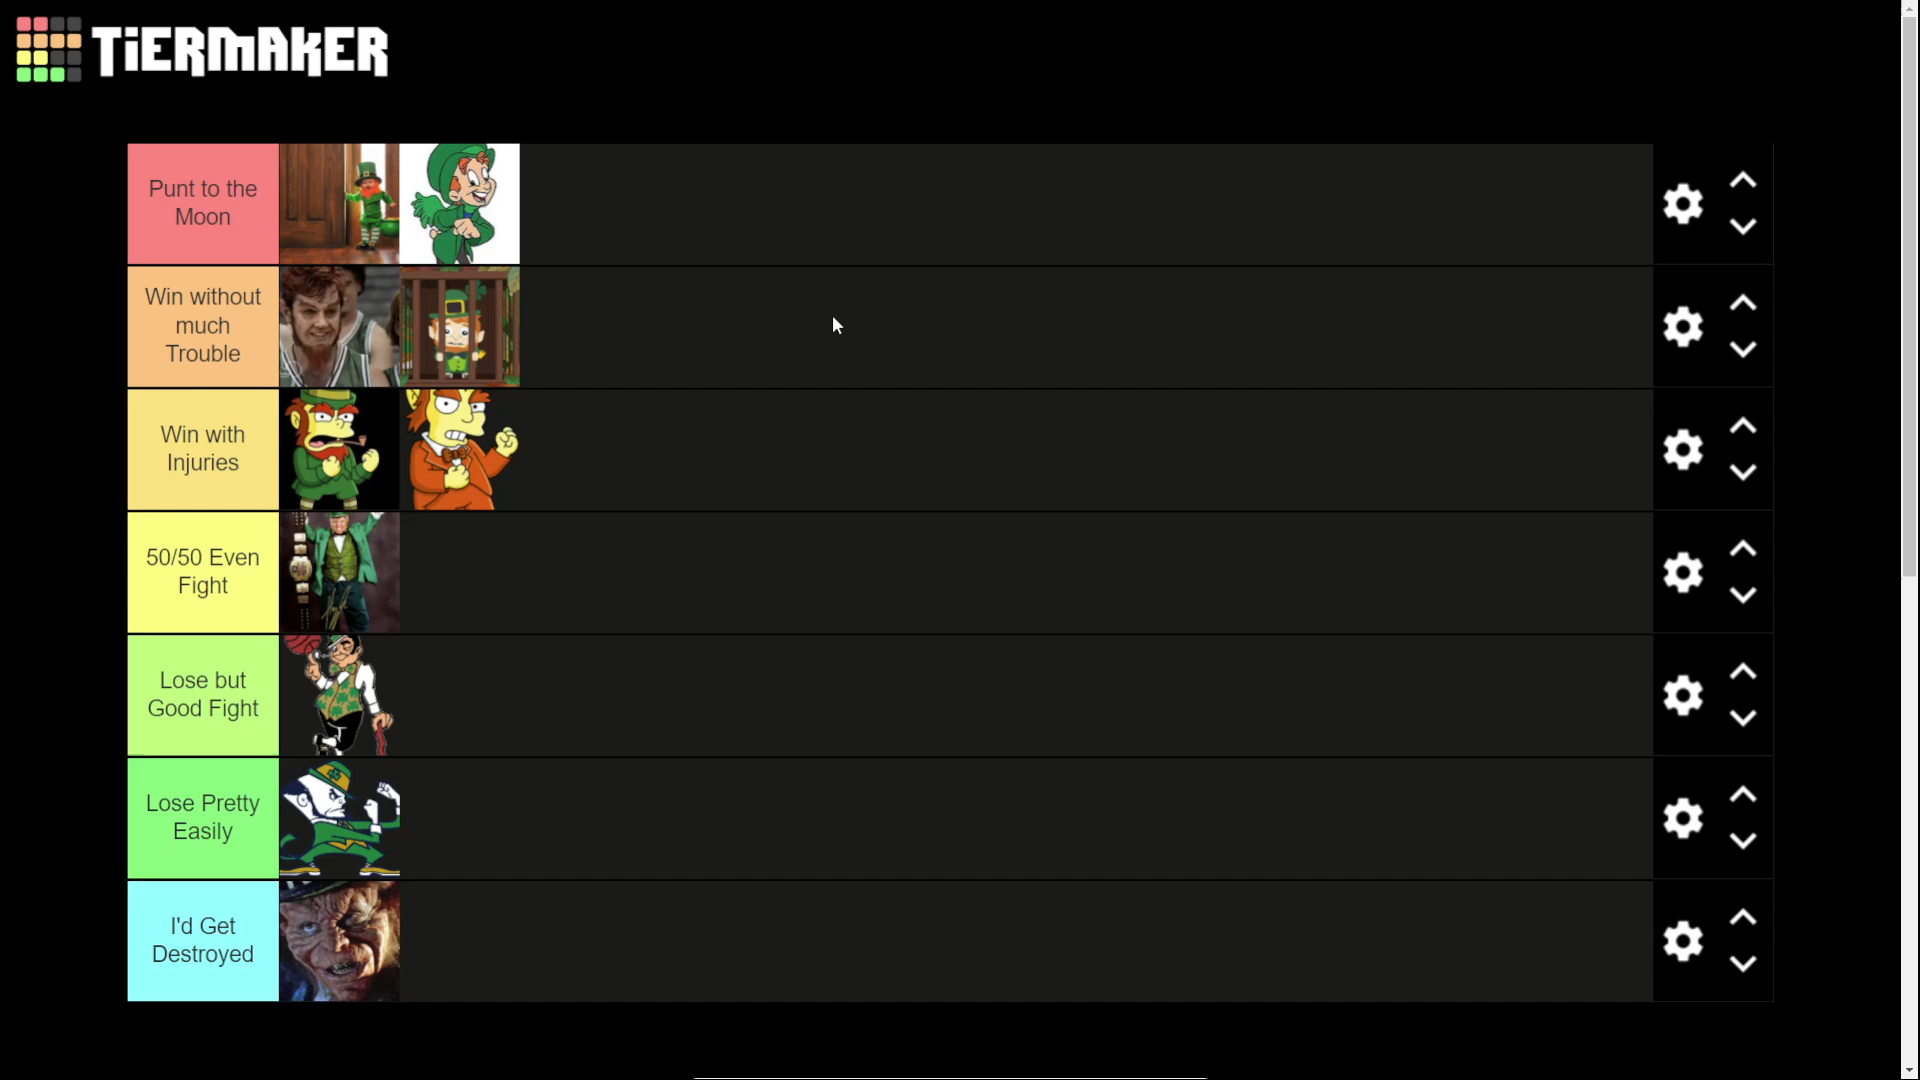 TiERMAKER
Punt to the
Moon
Win without
much
Trouble
Win with
Injuries
50/50 Even
Fight
Lose but
Good Fight
Lose Pretty
Easily
I'd Get
Destroyed